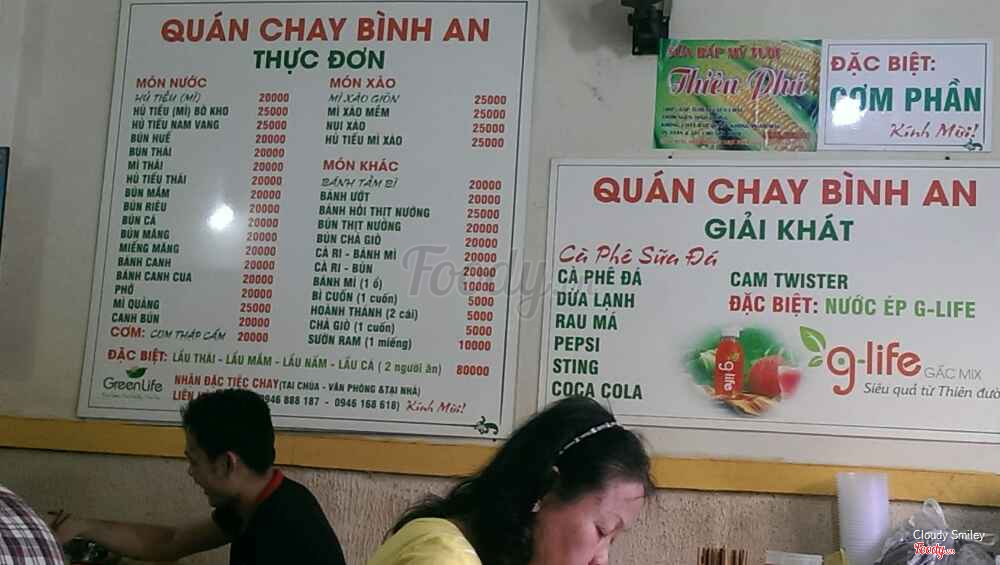 QUÁN CHAY BÌNH AN
THỰC ĐƠN
MÓN NƯỚC
HỦ TIẾU (MÌ) 20000
HỦ TIẾU (MÌ) BÒ KHO 25000
HỦ TIẾU NAM VANG 25000
BÚN HUẾ 20000
BÚN THÁI 20000
MÌ THÁI 20000
HỦ TIẾU THÁI 20000
BÚN MẮM 20000
BÚN RIÊU 20000
BÚN CÁ 20000
BÚN MĂNG 20000
MIẾNG MĂNG 20000
BÁNH CANH 20000
BÁNH CANH CUA 20000
PHỞ 20000
MÌ QUẢNG 25000
CANH BÚN 20000
CƠM: CƠM THẬP CẨM 20000
MÓN XÀO
MÌ XÀO GIÒN 25000
MÌ XÀO MỀM 25000
NUI XÀO 25000
HỦ TIẾU MÌ XÀO 25000
MÓN KHÁC
BÁNH TẰM BÌ 20000
BÁNH ƯỚT 20000
BÁNH HỎI THỊT NƯỚNG 25000
BÚN THỊT NƯỚNG 20000
BÚN CHẢ GIÒ 20000
CÀ RI - BÁNH MÌ 20000
CÀ RI - BÚN 20000
BÁNH MÌ (1 ổ) 10000
BÌ CUỐN (1 cuốn) 5000
HOÀNH THÁNH (2 cái) 5000
CHẢ GIÒ (1 cuốn) 5000
SƯỜN RAM (1 miếng) 10000
ĐẶC BIỆT: LẨU THÁI - LẨU MẮM - LẨU NẤM - LẨU CÁ ( 2 người ăn) 80000
GreenLife
NHẬN ĐẶC TIỆC CHAY (TẠI CHÙA - VĂN PHÒNG & TẠI NHÀ)
LIÊN 0946 888 187 - 0946 168 618) Kính Mời!
SỮA BẮP MỸ TƯƠI
Thiên Phú
ĐẶC BIỆT:
CƠM PHẦN
Kính Mời!
QUÁN CHAY BÌNH AN
GIẢI KHÁT
Cà Phê Sữa Đá
CÀ PHÊ ĐÁ
DỪA LẠNH
RAU MÁ
PEPSI
STING
COCA COLA
CAM TWISTER
ĐẶC BIỆT: NƯỚC ÉP G-LIFE
g-life
g-life
GẤC MIX
Siêu quả từ Thiên đườ
Foody.vn
Cloudy Smiley
Foody.vn